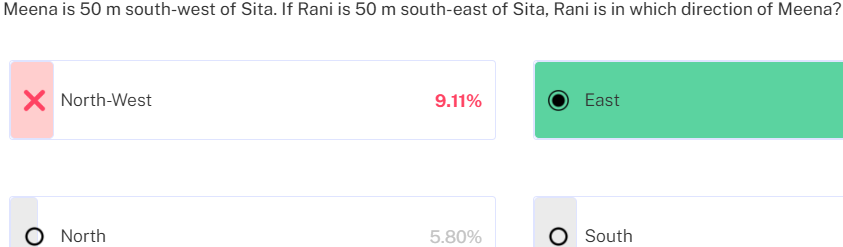 Meena is 50 m south-west of Sita. If Rani is 50 m south-east of Sita, Rani is in which direction of Meena?
North-West 9.11% East
North 5.80% South